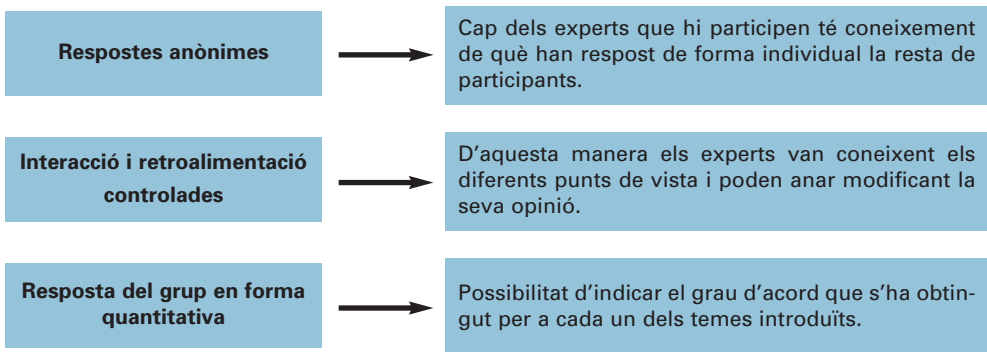 Respostes anònimes
Cap dels experts que hi participen té coneixement
de què han respost de forma individual la resta de
participants.
Interacció i retroalimentació
controlades
D’aquesta manera els experts van coneixent els
diferents punts de vista i poden anar modificant la
seva opinió.
Resposta del grup en forma
quantitativa
Possibilitat d’indicar el grau d’acord que s’ha obtin-
gut per a cada un dels temes introduïts.